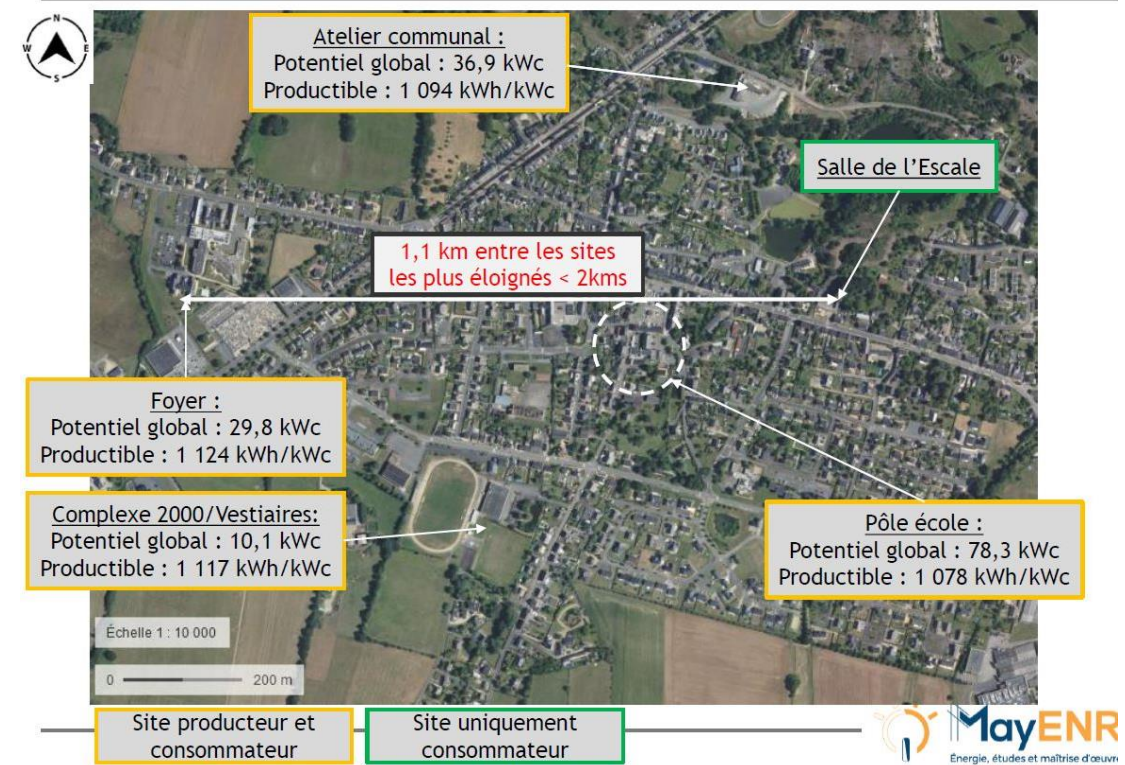 N
W E
S
Atelier communal :
Potentiel global : 36,9 kWc
Productible : 1 094 kWh/kWc
Salle de l'Escale
1,1 km entre les sites
les plus éloignés < 2kms
Foyer :
Potentiel global : 29,8 kWc
Productible : 1 124 kWh/kWc
Complexe 2000/Vestiaires:
Potentiel global : 10,1 kWc
Productible : 1 117 kWh/kWc
Pôle école :
Potentiel global : 78,3 kWc
Productible : 1 078 kWh/kWc
Échelle 1 : 10 000
0 200 m
Site producteur et
consommateur
Site uniquement
consommateur
MayENR
Énergie, études et maîtrise d'œuvre